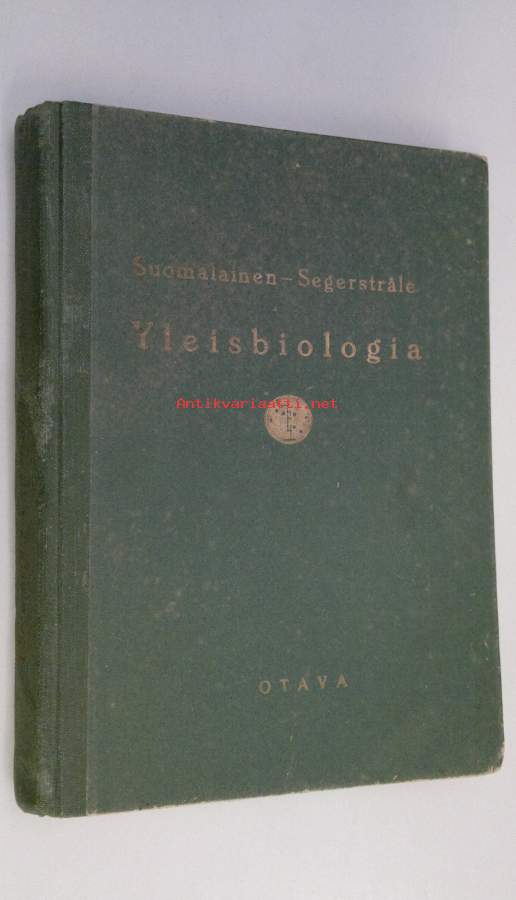 Suomalainen – Segerstråle
Yleisbiologia
Antikvariaatti.net
OTAVA